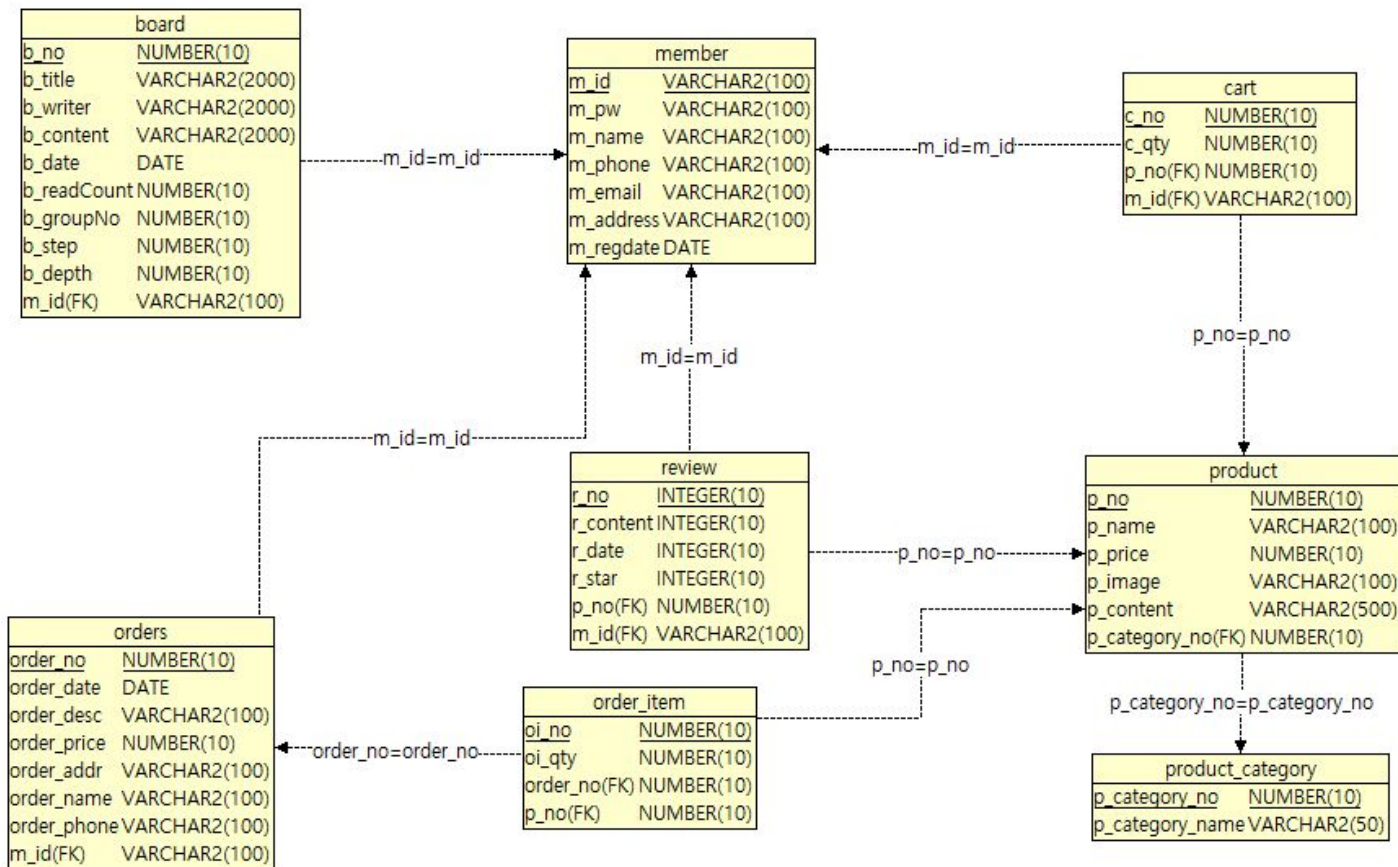 board
b_no NUMBER(10)
b_title VARCHAR2(2000)
b_writer VARCHAR2(2000)
b_content VARCHAR2(2000)
b_date DATE
b_readCount NUMBER(10)
b_groupNo NUMBER(10)
b_step NUMBER(10)
b_depth NUMBER(10)
m_id(FK) VARCHAR2(100)
m_id=m_id
member
m_id VARCHAR2(100)
m_pw VARCHAR2(100)
m_name VARCHAR2(100)
m_phone VARCHAR2(100)
m_email VARCHAR2(100)
m_address VARCHAR2(100)
m_regdate DATE
m_id=m_id
cart
c_no NUMBER(10)
c_qty NUMBER(10)
p_no(FK) NUMBER(10)
m_id(FK) VARCHAR2(100)
p_no=p_no
m_id=m_id
m_id=m_id
review
r_no INTEGER(10)
r_content INTEGER(10)
r_date INTEGER(10)
r_star INTEGER(10)
p_no(FK) NUMBER(10)
m_id(FK) VARCHAR2(100)
p_no=p_no
product
p_no NUMBER(10)
p_name VARCHAR2(100)
p_price NUMBER(10)
p_image VARCHAR2(100)
p_content VARCHAR2(500)
p_category_no(FK) NUMBER(10)
orders
order_no NUMBER(10)
order_date DATE
order_desc VARCHAR2(100)
order_price NUMBER(10)
order_addr VARCHAR2(100)
order_name VARCHAR2(100)
order_phone VARCHAR2(100)
m_id(FK) VARCHAR2(100)
order_no=order_no
order_item
oi_no NUMBER(10)
oi_qty NUMBER(10)
order_no(FK) NUMBER(10)
p_no(FK) NUMBER(10)
p_no=p_no
p_category_no=p_category_no
product_category
p_category_no NUMBER(10)
p_category_name VARCHAR2(50)